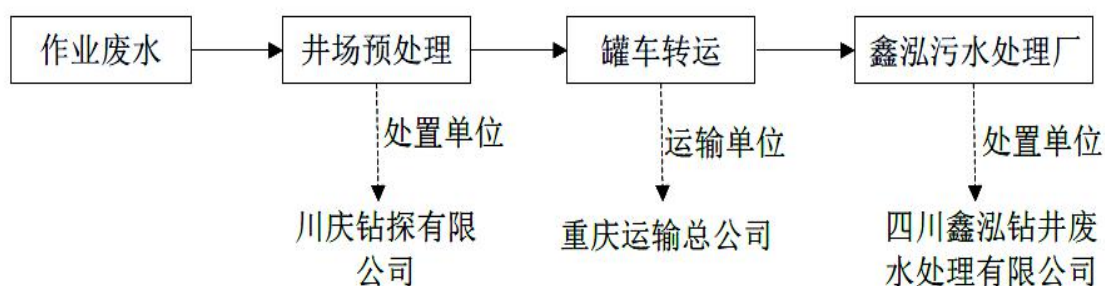 作业废水
井场预处理
罐车转运
鑫泓污水处理厂
处置单位
运输单位
处置单位
川庆钻探有限
公司
重庆运输总公司
四川鑫泓钻井废
水处理有限公司